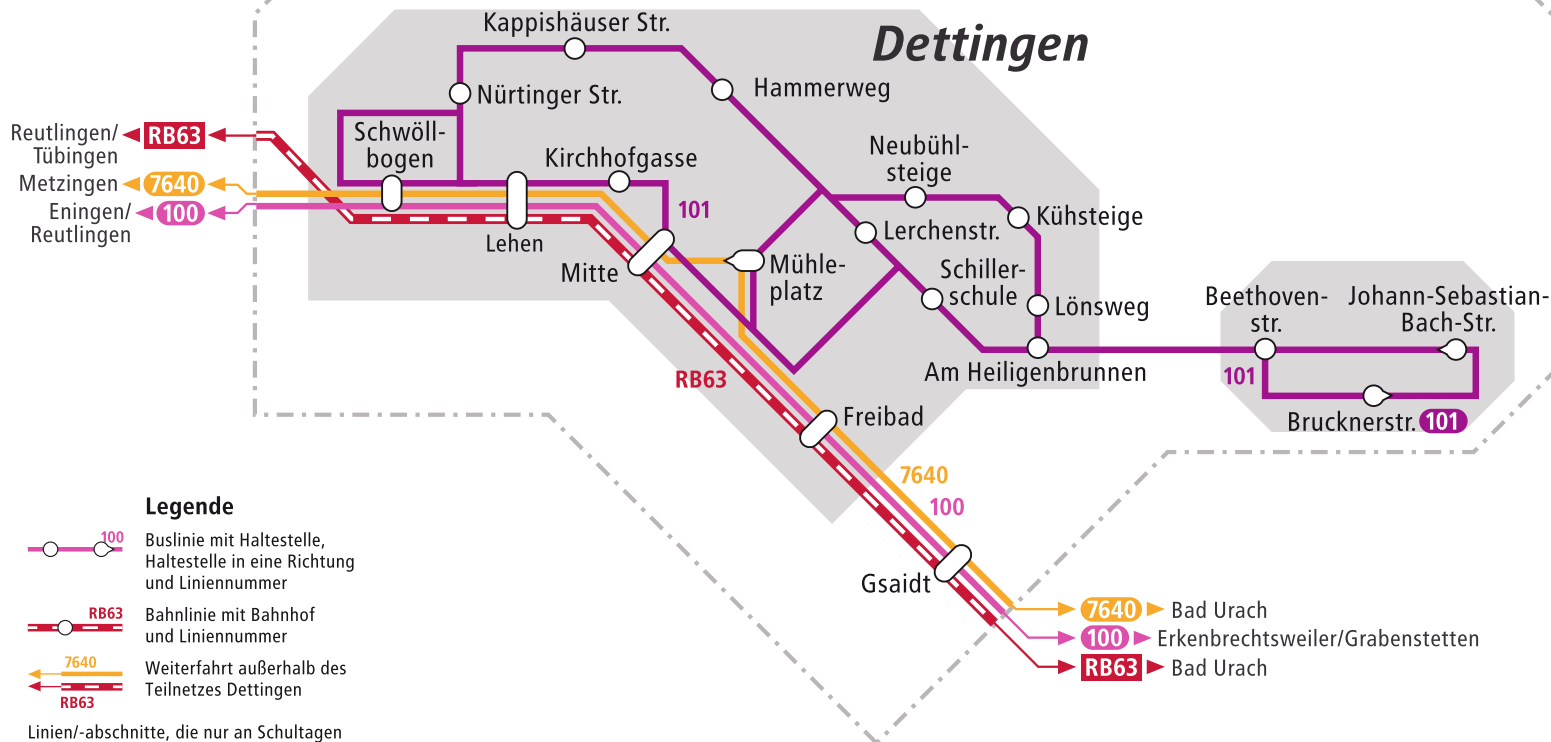 Dettingen
Kappishäuser Str.
Hammerweg
Nürtinger Str.
Reutlingen/
Tübingen
RB63
Schwöll-
bogen
Kirchhofgasse
Neubühl-
steige
Metzingen
7640
Eningen/
Reutlingen
100
101
Kühsteige
Lerchenstr.
Lehen
Mitte
Mühle-
platz
Schiller-
schule
Lönsweg
Beethoven-
str.
Johann-Sebastian-
Bach-Str.
Am Heiligenbrunnen
101
RB63
Brucknerstr.
101
Freibad
7640
100
Gsaidt
7640
Bad Urach
100
Erkenbrechtsweiler/Grabenstetten
RB63
Bad Urach
Legende
100
Buslinie mit Haltestelle,
Haltestelle in eine Richtung
und Liniennummer
RB63
Bahnlinie mit Bahnhof
und Liniennummer
7640
RB63
Weiterfahrt außerhalb des
Teilnetzes Dettingen
Linien/-abschnitte, die nur an Schultagen